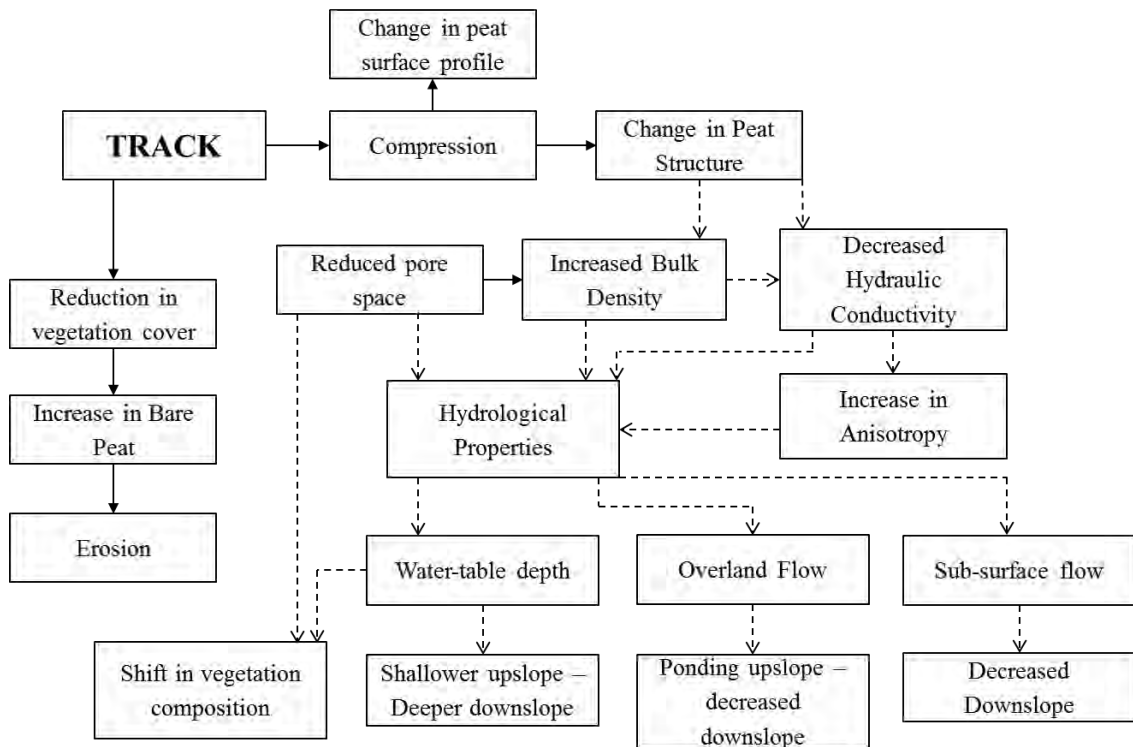 Change in peat
surface profile
TRACK
Compression
Change in Peat
Structure
Reduced pore
space
Increased Bulk
Density
Decreased
Hydraulic
Conductivity
Reduction in
vegetation cover
Increase in Bare
Peat
Hydrological
Properties
Increase in
Anisotropy
Erosion
Water-table depth
Overland Flow
Sub-surface flow
Shift in vegetation
composition
Shallower upslope –
Deeper downslope
Ponding upslope –
decreased
downslope
Decreased
Downslope